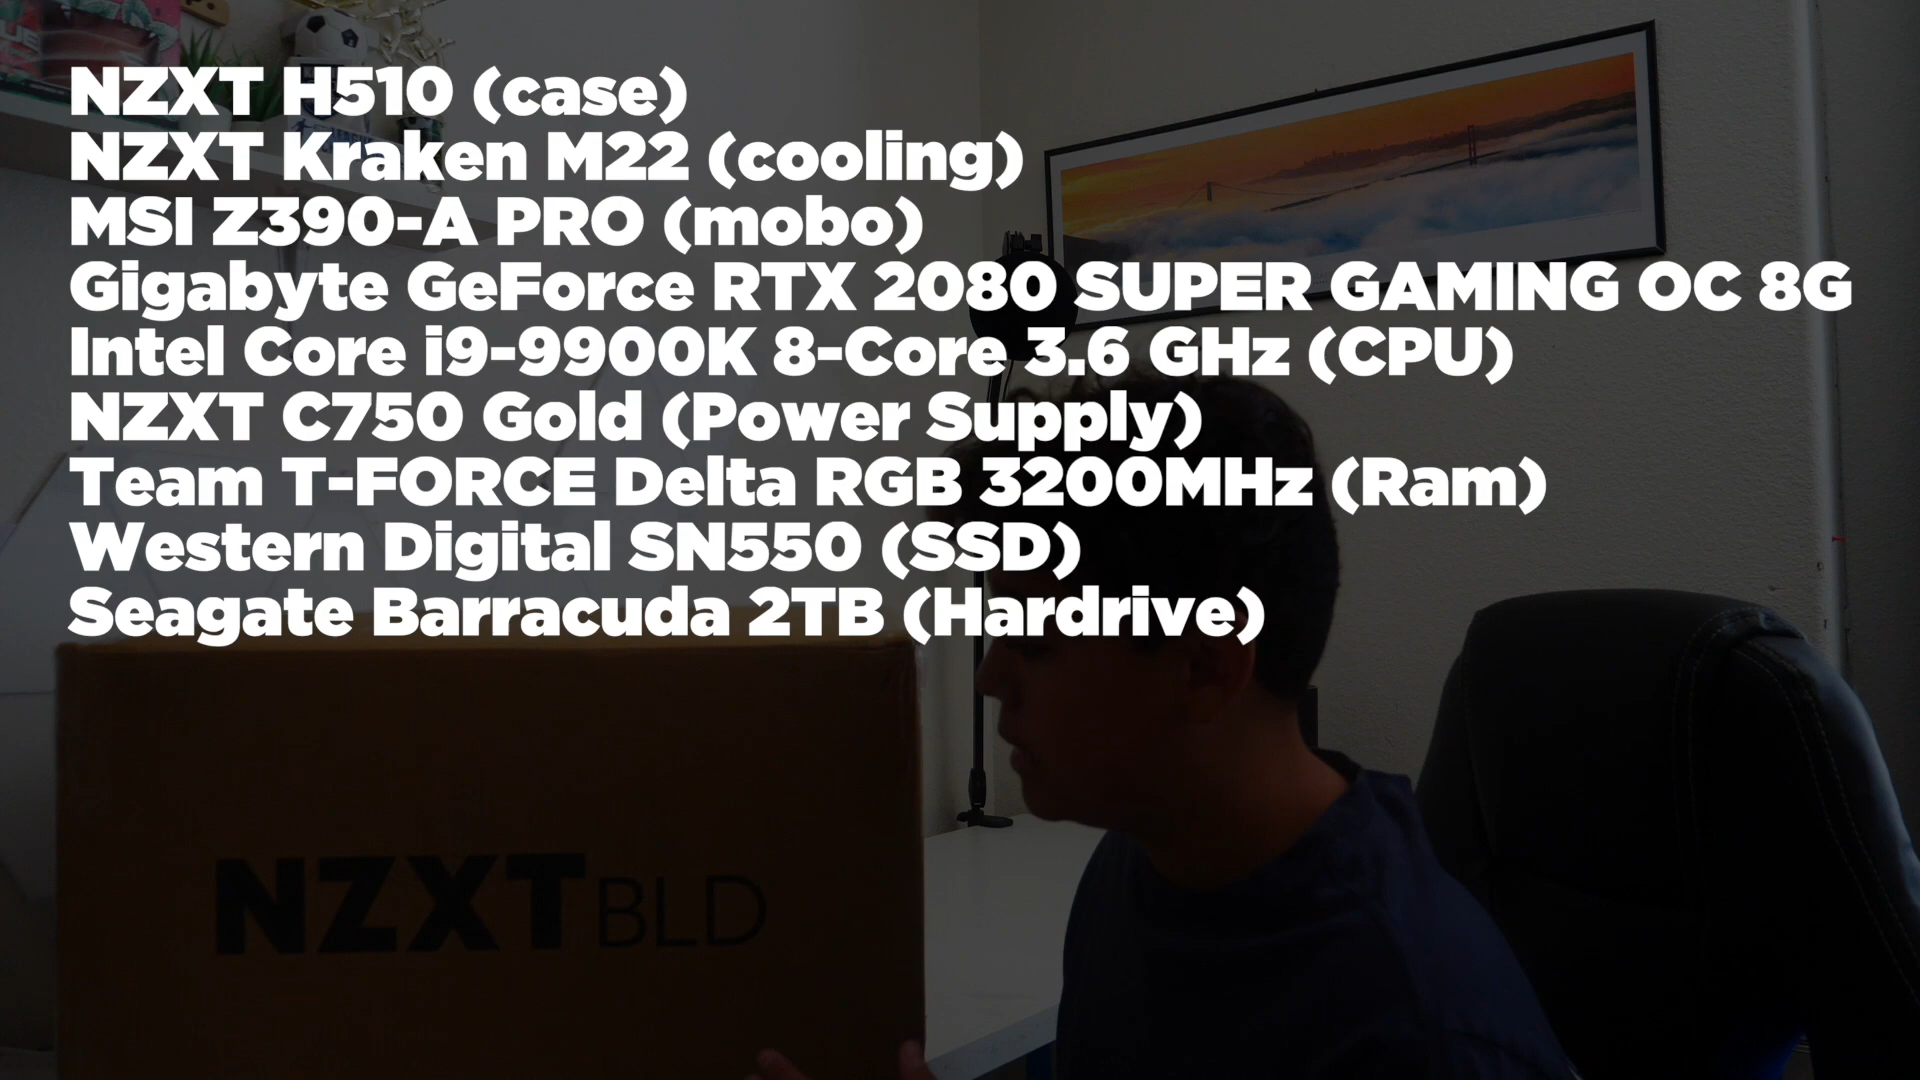 NZXT H510 (case)
NZXT Kraken M22 (cooling)
MSI Z390-A PRO (mobo)
Gigabyte GeForce RTX 2080 SUPER GAMING OC 8G
Intel Core i9-9900K 8-Core 3.6 GHz (CPU)
NZXT C750 Gold (Power Supply)
Team T-FORCE Delta RGB 3200MHz (Ram)
Western Digital SN550 (SSD)
Seagate Barracuda 2TB (Hardrive)
NZXT BLD